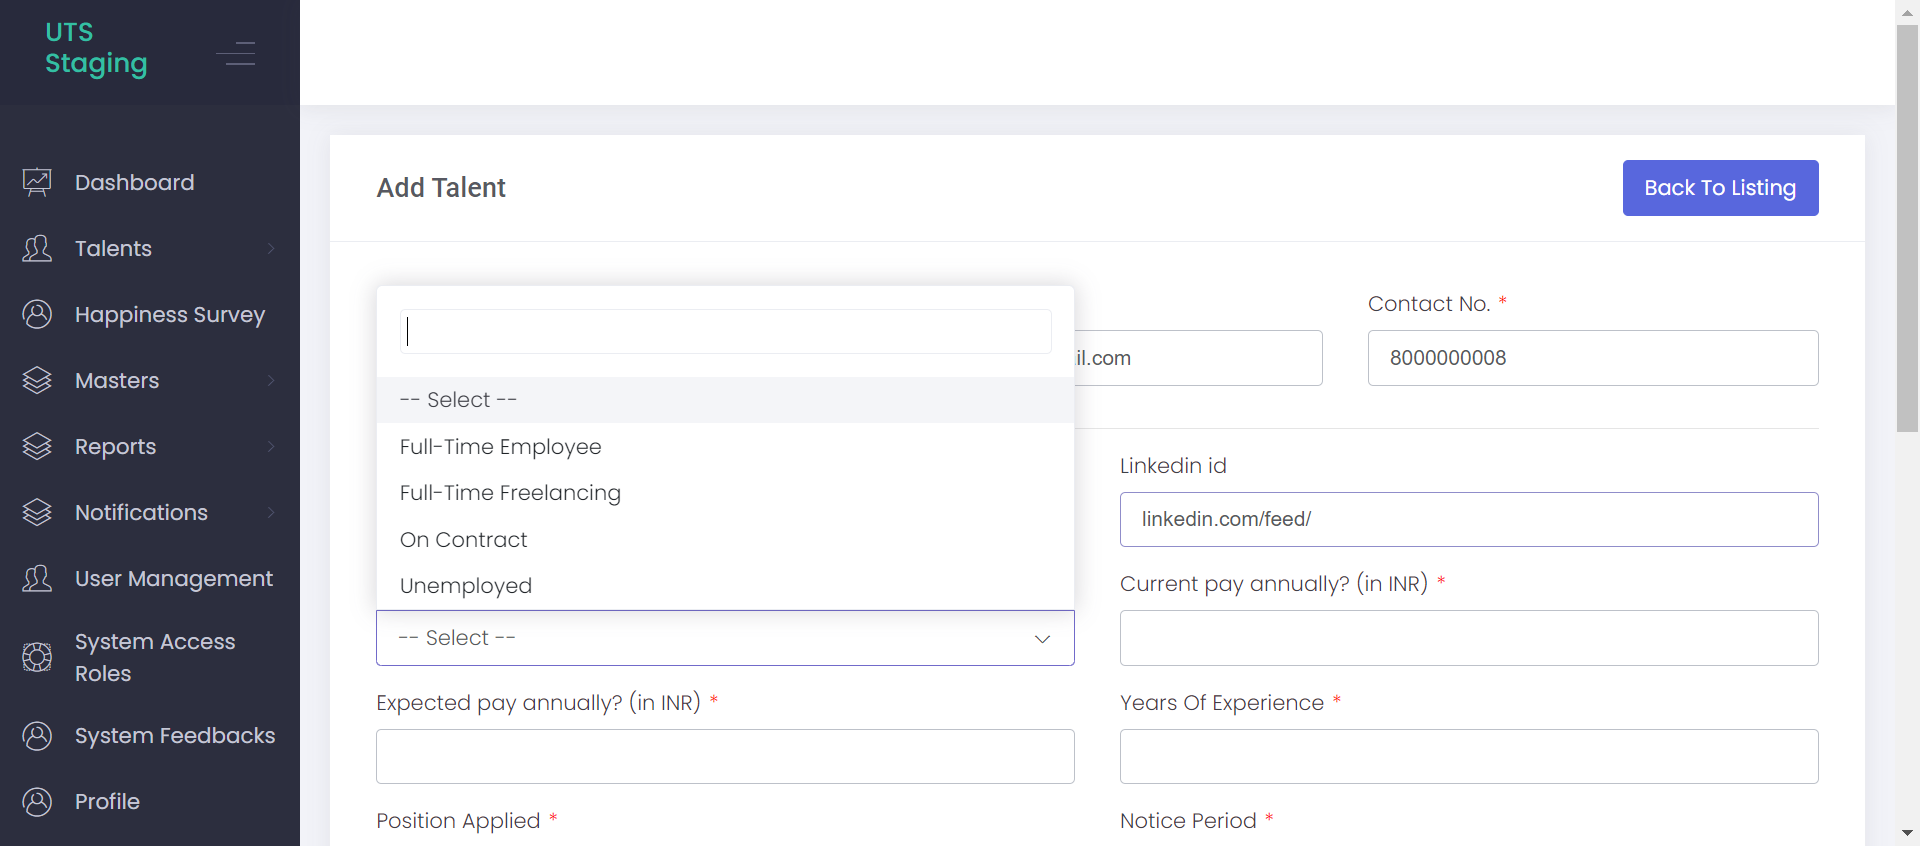 UTS
Staging
Dashboard
Talents
Happiness Survey
Masters
Reports
Notifications
User Management
System Access
Roles
System Feedbacks
Profile
Add Talent
Back To Listing
Contact No. *
il.com
8000000008
-- Select --
Full-Time Employee
Full-Time Freelancing
On Contract
Unemployed
-- Select --
Linkedin id
linkedin.com/feed/
Current pay annually? (in INR) *
Expected pay annually? (in INR) *
Years Of Experience *
Position Applied *
Notice Period *